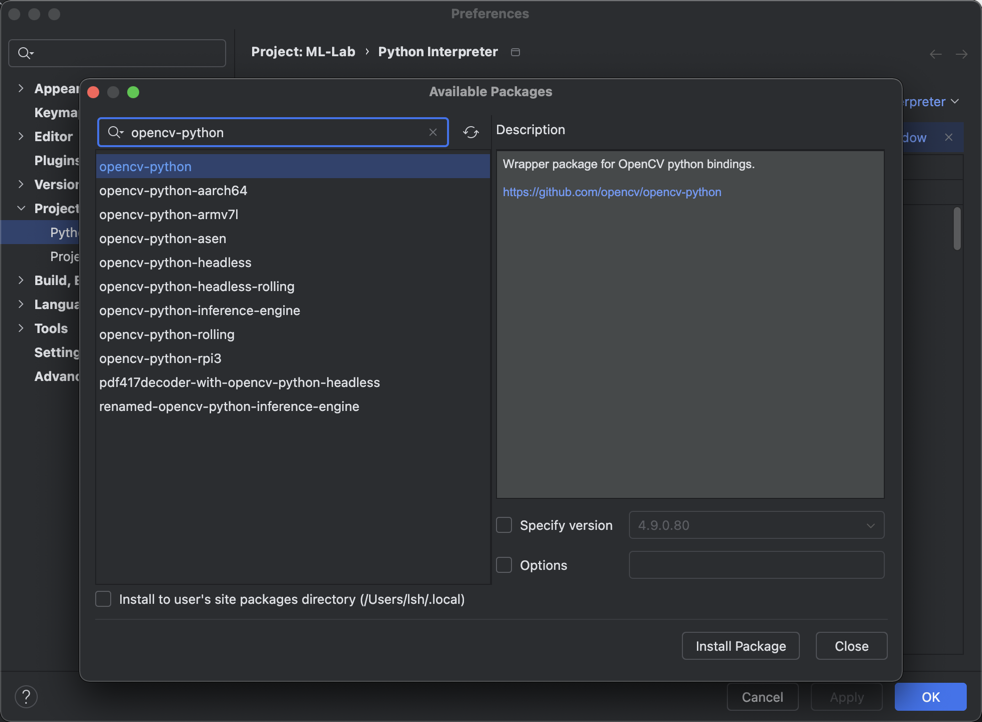 Preferences
Project: ML-Lab › Python Interpreter
Appear
Keyma
Editor
Plugins
Version
Project
Pyth
Proje
Build, E
Langua
Tools
Setting
Advanc
erpreter
dow
Available Packages
opencv-python
opencv-python
opencv-python-aarch64
opencv-python-armv7l
opencv-python-asen
opencv-python-headless
opencv-python-headless-rolling
opencv-python-inference-engine
opencv-python-rolling
opencv-python-rpi3
pdf417decoder-with-opencv-python-headless
renamed-opencv-python-inference-engine
Description
Wrapper package for OpenCV python bindings.
https://github.com/opencv/opencv-python
Specify version
4.9.0.80
Options
Install to user's site packages directory (/Users/lsh/.local)
Install Package
Close
?
Cancel
Apply
OK